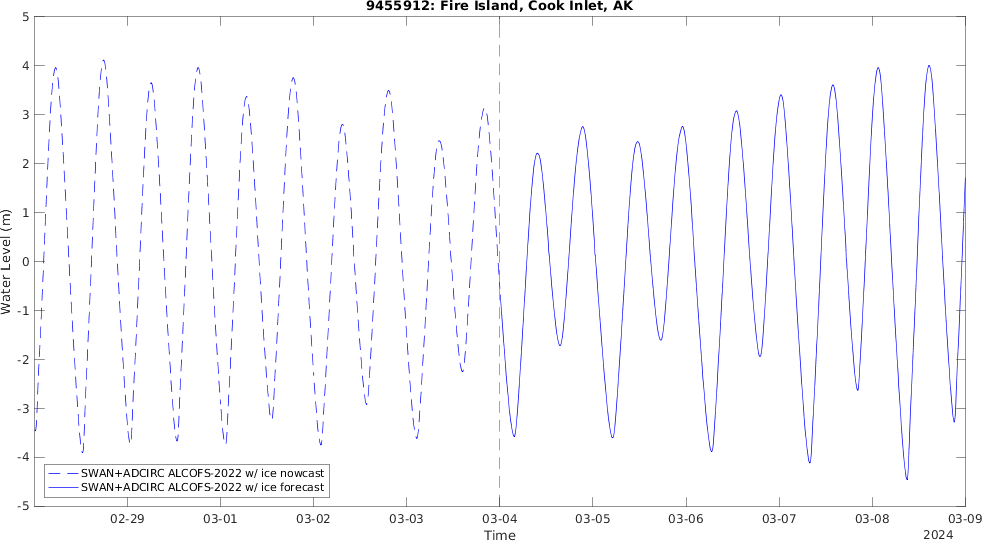 9455912: Fire Island, Cook Inlet, AK
5
4
3
2
1
0
-1
-2
-3
-4
-5
Water Level (m)
SWAN+ADCIRC ALCOFS-2022 w/ ice nowcast
SWAN+ADCIRC ALCOFS-2022 w/ ice forecast
02-29 03-01 03-02 03-03 03-04 03-05 03-06 03-07 03-08 03-09
Time
2024